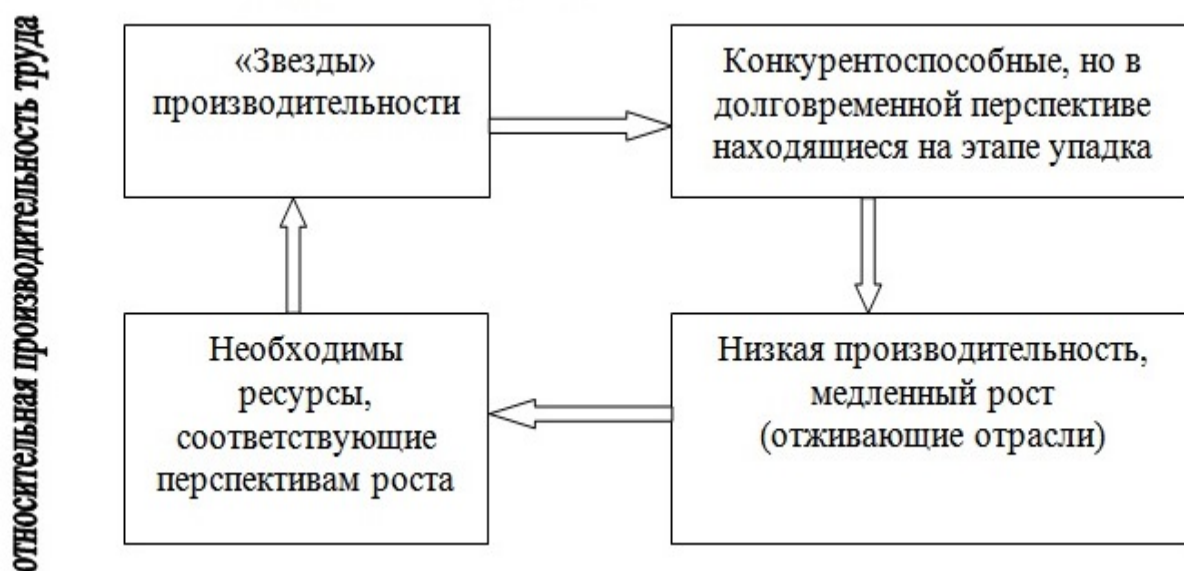 относительная производительность труда
«Звезды»
производительности
Конкурентоспособные, но в
долговременной перспективе
находящиеся на этапе упадка
Необходимы
ресурсы,
соответствующие
перспективам роста
Низкая производительность,
медленный рост
(отживающие отрасли)